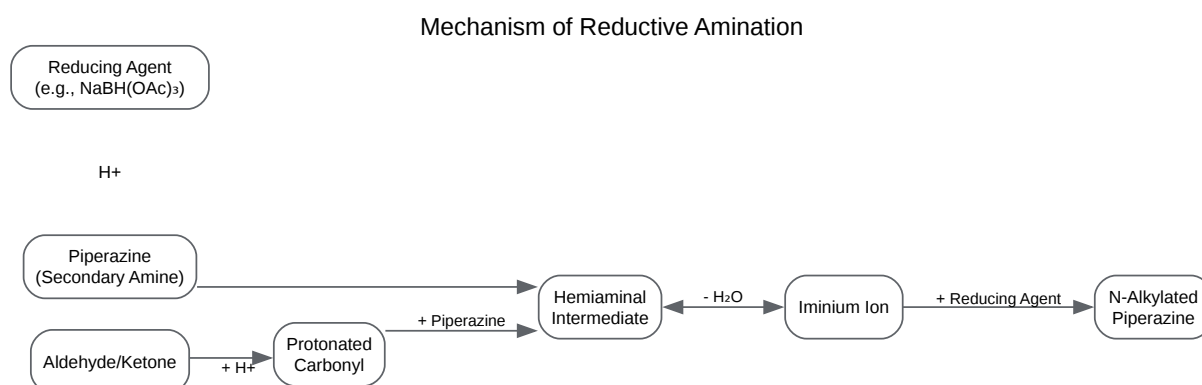 Mechanism of Reductive Amination
Reducing Agent
(e.g., NaBH(OAc)₃)
H+
Piperazine
(Secondary Amine)
Aldehyde/Ketone
+ H+
Protonated
Carbonyl
+ Piperazine
Hemiaminal
Intermediate
- H₂O
Iminium Ion
+ Reducing Agent
N-Alkylated
Piperazine